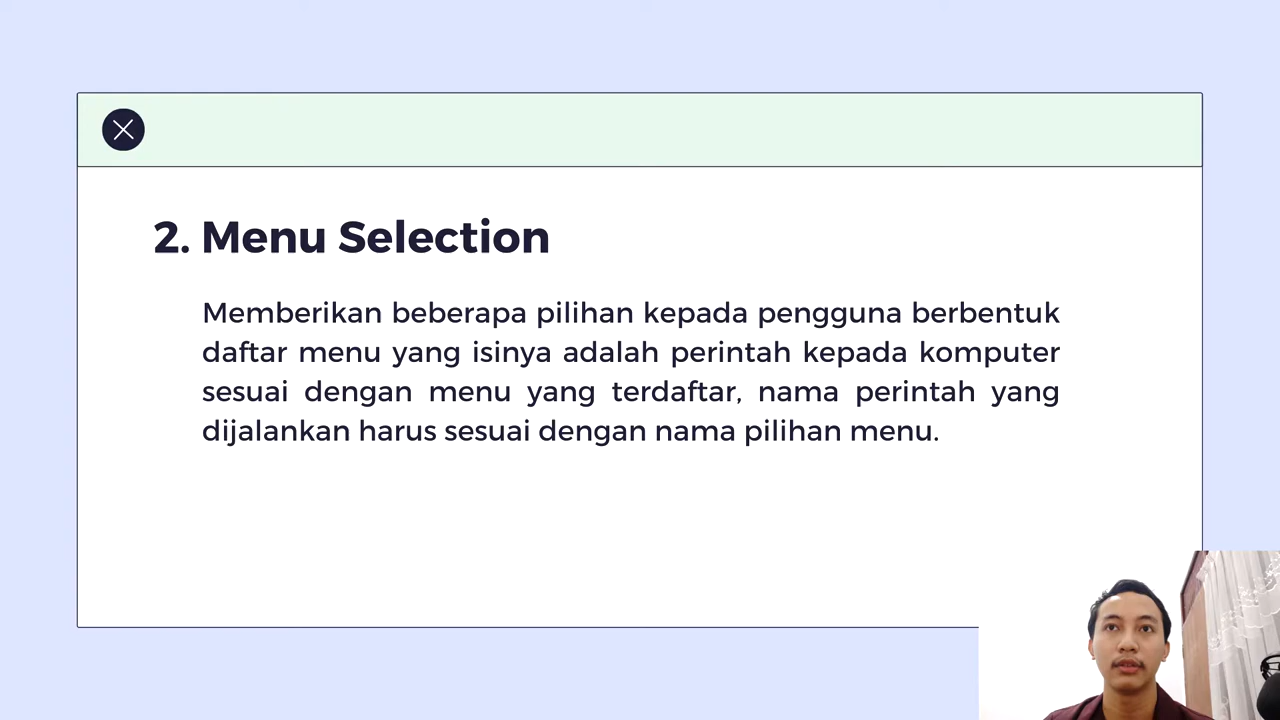 2. Menu Selection
Memberikan beberapa pilihan kepada pengguna berbentuk
daftar menu yang isinya adalah perintah kepada komputer
sesuai dengan menu yang terdaftar, nama perintah yang
dijalankan harus sesuai dengan nama pilihan menu.